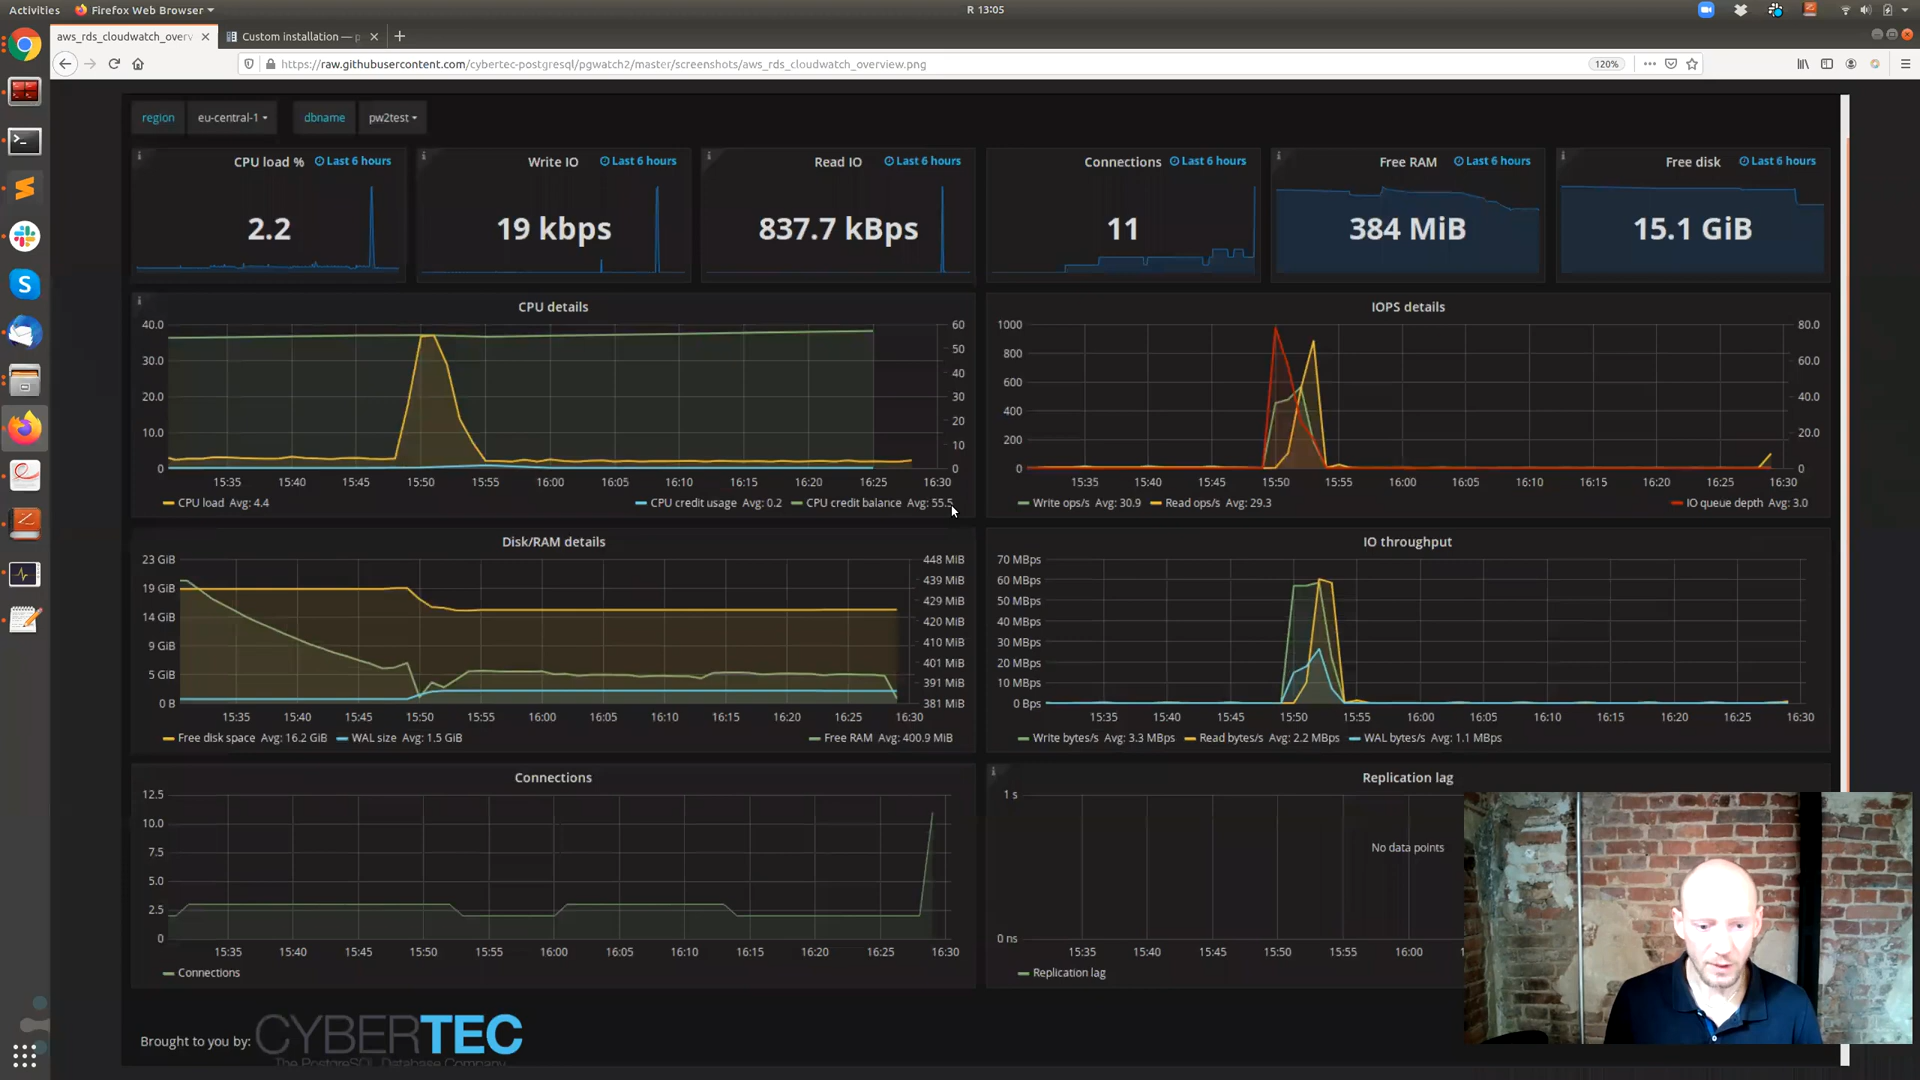 Activities Firefox Web Browser R 13:05
aws_rds_cloudwatch_overv Custom installation — p
https://raw.githubusercontent.com/cybertec-postgresql/pgwatch2/master/screenshots/aws_rds_cloudwatch_overview.png 120%
region eu-central-1 dbname pw2test
CPU load % Last 6 hours
2.2
Write IO Last 6 hours
19 kbps
Read IO Last 6 hours
837.7 kBps
Connections Last 6 hours
11
Free RAM Last 6 hours
384 MiB
Free disk Last 6 hours
15.1 GiB
CPU details
40.0 60
50
30.0 40
20.0 30
20
10.0 10
0 0
15:35 15:40 15:45 15:50 15:55 16:00 16:05 16:10 16:15 16:20 16:25 16:30
CPU load Avg: 4.4 CPU credit usage Avg: 0.2 CPU credit balance Avg: 55.5
IOPS details
1000 80.0
800 60.0
600
400 40.0
200 20.0
0 0
15:35 15:40 15:45 15:50 15:55 16:00 16:05 16:10 16:15 16:20 16:25 16:30
Write ops/s Avg: 30.9 Read ops/s Avg: 29.3 IO queue depth Avg: 3.0
Disk/RAM details
23 GiB 448 MiB
19 GiB 439 MiB
429 MiB
14 GiB 420 MiB
9 GiB 410 MiB
401 MiB
5 GiB 391 MiB
0 B 381 MiB
15:35 15:40 15:45 15:50 15:55 16:00 16:05 16:10 16:15 16:20 16:25 16:30
Free disk space Avg: 16.2 GiB WAL size Avg: 1.5 GiB Free RAM Avg: 400.9 MiB
IO throughput
70 MBps
60 MBps
50 MBps
40 MBps
30 MBps
20 MBps
10 MBps
0 Bps
15:35 15:40 15:45 15:50 15:55 16:00 16:05 16:10 16:15 16:20 16:25 16:30
Write bytes/s Avg: 3.3 MBps Read bytes/s Avg: 2.2 MBps WAL bytes/s Avg: 1.1 MBps
Connections
12.5
10.0
7.5
5.0
2.5
0
15:35 15:40 15:45 15:50 15:55 16:00 16:05 16:10 16:15 16:20 16:25 16:30
Connections
Replication lag
1 s
No data points
0 ns
15:35 15:40 15:45 15:50 15:55 16:00
Replication lag
Brought to you by: CYBERTEC
The PostgreSQL Database Company